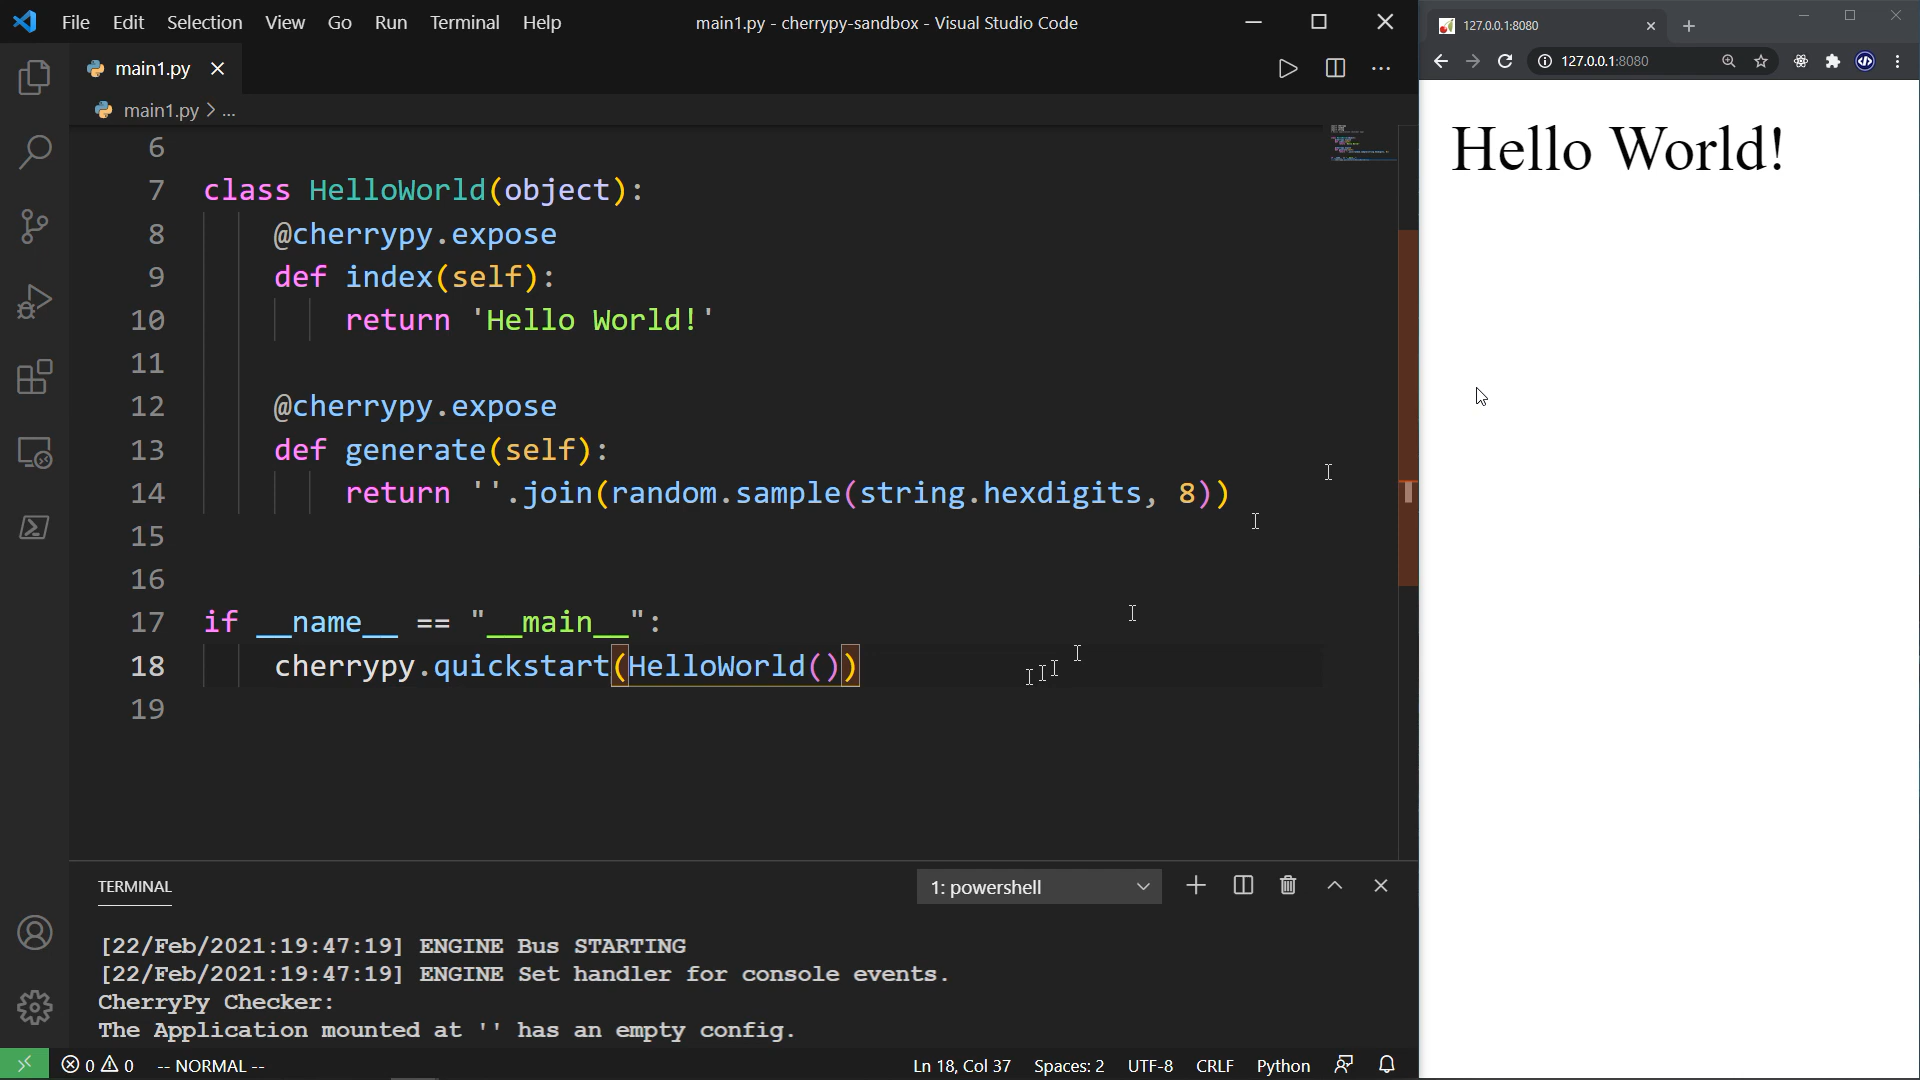 File Edit Selection View Go Run Terminal Help
main1.py - cherrypy-sandbox - Visual Studio Code
main1.py
main1.py > ...
6
7 class HelloWorld(object):
8 @cherrypy.expose
9 def index(self):
10 return 'Hello World!'
11
12 @cherrypy.expose
13 def generate(self):
14 return ''.join(random.sample(string.hexdigits, 8))
15
16
17 if __name__ == "__main__":
18 cherrypy.quickstart(HelloWorld())
19
TERMINAL
1: powershell
[22/Feb/2021:19:47:19] ENGINE Bus STARTING
[22/Feb/2021:19:47:19] ENGINE Set handler for console events.
CherryPy Checker:
The Application mounted at '' has an empty config.
0 0 -- NORMAL --
Ln 18, Col 37 Spaces: 2 UTF-8 CRLF Python
127.0.0.1:8080
127.0.0.1:8080
Hello World!